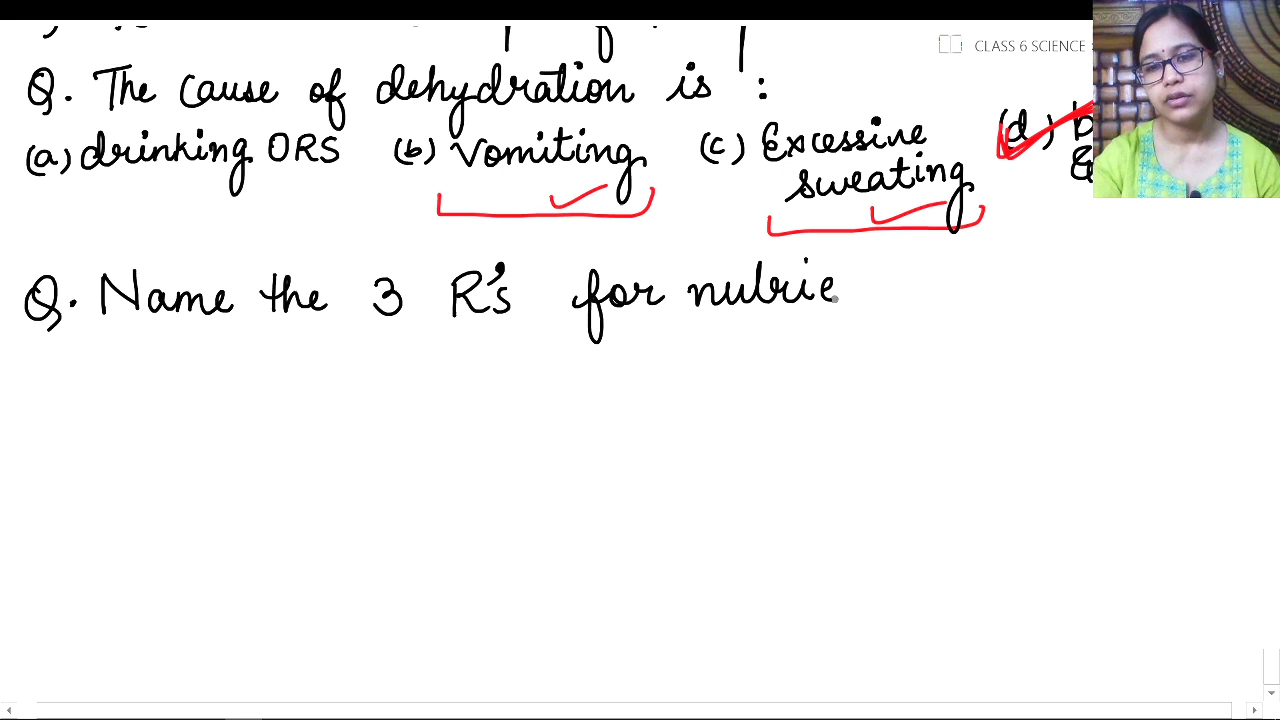 CLASS 6 SCIENCE
Q. The cause of dehydration is :
(a) drinking ORS (b) Vomiting (c) Excessive sweating (d) b
&
Q. Name the 3 R's for nutrie